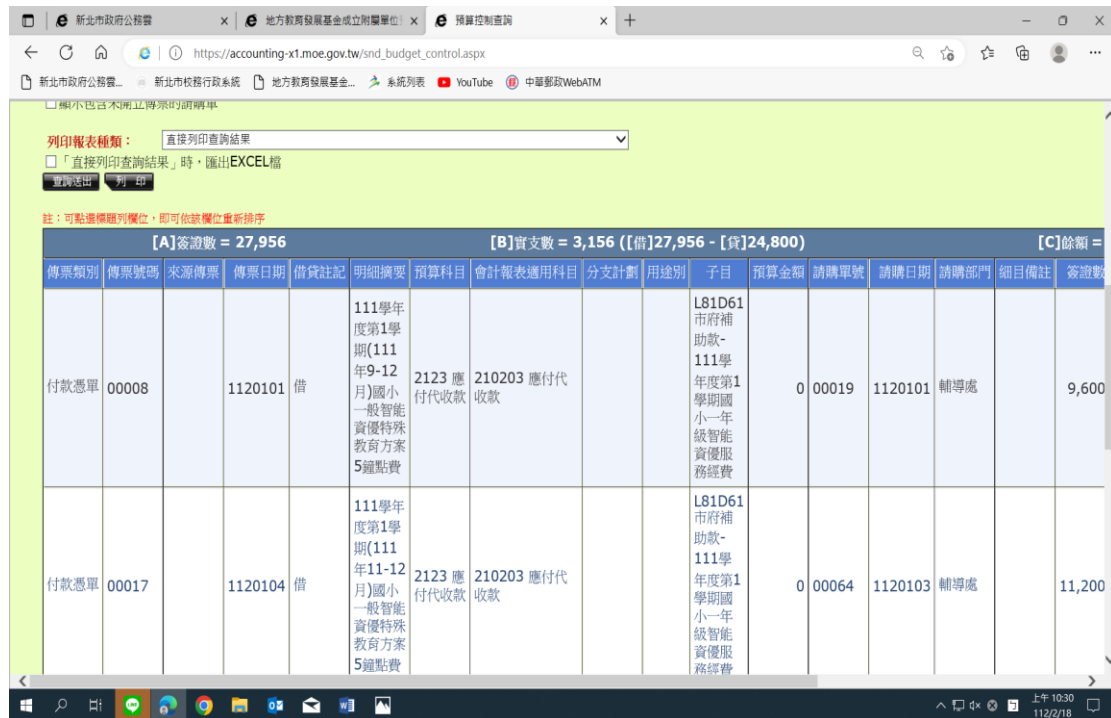 新北市政府公務雲
地方教育發展基金成立附屬單位
預算控制查詢
https://accounting-x1.moe.gov.tw/snd_budget_control.aspx
新北市政府公務雲... 新北市校務行政系統 地方教育發展基金... 系統列表 YouTube 中華郵政WebATM
顯示包含未開立傳票的請購單
列印報表種類: 直接列印查詢結果
「直接列印查詢結果」時,匯出EXCEL檔
查詢送出 列 印
註:可點選標題列欄位,即可依該欄位重新排序
[A]簽證數 = 27,956 [B]實支數 = 3,156 ([借]27,956 - [貸]24,800) [C]餘額 =
傳票類別 傳票號碼 來源傳票 傳票日期 借貸註記 明細摘要 預算科目 會計報表適用科目 分支計劃 用途別 子目 預算金額 請購單號 請購日期 請購部門 細目備註 簽證數
付款憑單 00008 1120101 借
111學年
度第1學
期(111
年9-12
月)國小
一般智能
資優特殊
教育方案
5鐘點費
2123 應
付代收款
210203 應付代
收款
L81D61
市府補
助款-
111學
年度第1
學期國
小一年
級智能
資優服
務經費
0 00019 1120101 輔導處 9,600
付款憑單 00017 1120104 借
111學年
度第1學
期(111
年11-12
月)國小
一般智能
資優特殊
教育方案
5鐘點費
2123 應
付代收款
210203 應付代
收款
L81D61
市府補
助款-
111學
年度第1
學期國
小一年
級智能
資優服
務經費
0 00064 1120103 輔導處 11,200
上午 10:30
112/2/18